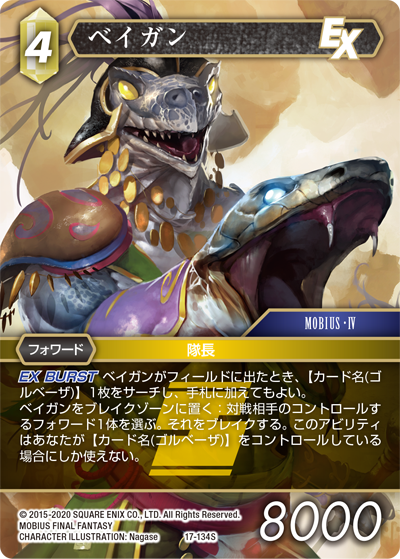 4
ベイガン
EX
MOBIUS・IV
フォワード
隊長
EX BURST ベイガンがフィールドに出たとき、【カード名(ゴ
ルベーザ)】1枚をサーチし、手札に加えてもよい。
ベイガンをブレイクゾーンに置く：対戦相手のコントロールす
るフォワード1体を選ぶ。それをブレイクする。このアビリティ
はあなたが【カード名(ゴルベーザ)】をコントロールしている
場合にしか使えない。
© 2015-2020 SQUARE ENIX CO., LTD. All Rights Reserved.
MOBIUS FINAL FANTASY
CHARACTER ILLUSTRATION: Nagase
17-134S
8000